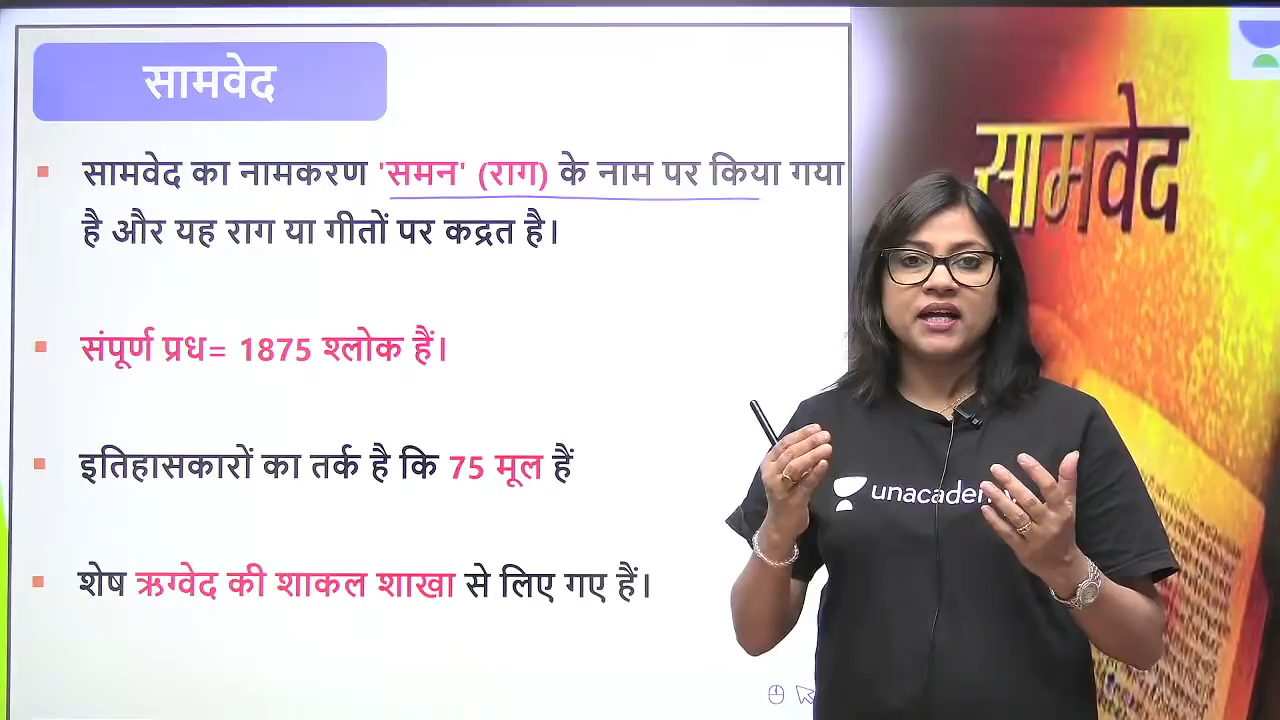 सामवेद
सामवेद का नामकरण 'समन' (राग) के नाम पर किया गया
है और यह राग या गीतों पर कद्रत है।
संपूर्ण प्रध= 1875 श्लोक हैं।
इतिहासकारों का तर्क है कि 75 मूल हैं
शेष ऋग्वेद की शाकल शाखा से लिए गए हैं।
सामवेद
unacademy